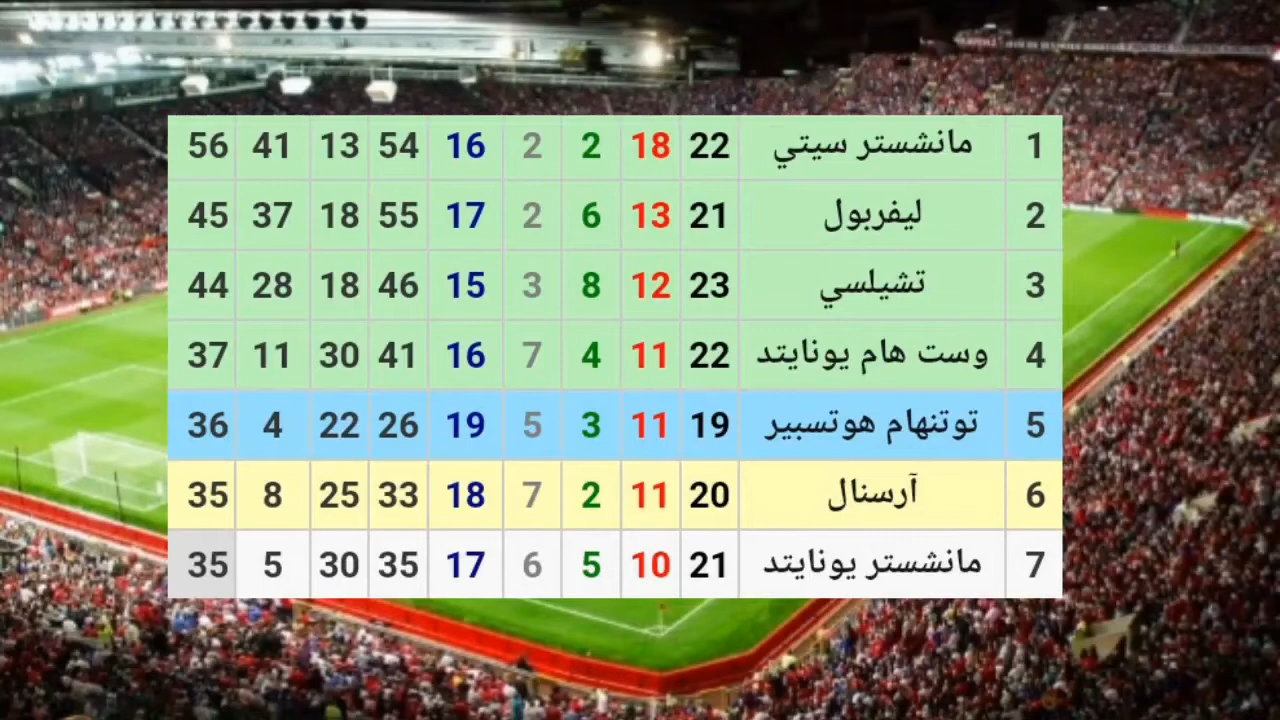 1 مانشستر سيتي 22 18 2 2 16 54 13 41 56
2 ليفربول 21 13 6 2 17 55 18 37 45
3 تشيلسي 23 12 8 3 15 46 18 28 44
4 وست هام يونايتد 22 11 4 7 16 41 30 11 37
5 توتنهام هوتسبير 19 11 3 5 19 26 22 4 36
6 آرسنال 20 11 2 7 18 33 25 8 35
7 مانشستر يونايتد 21 10 5 6 17 35 30 5 35